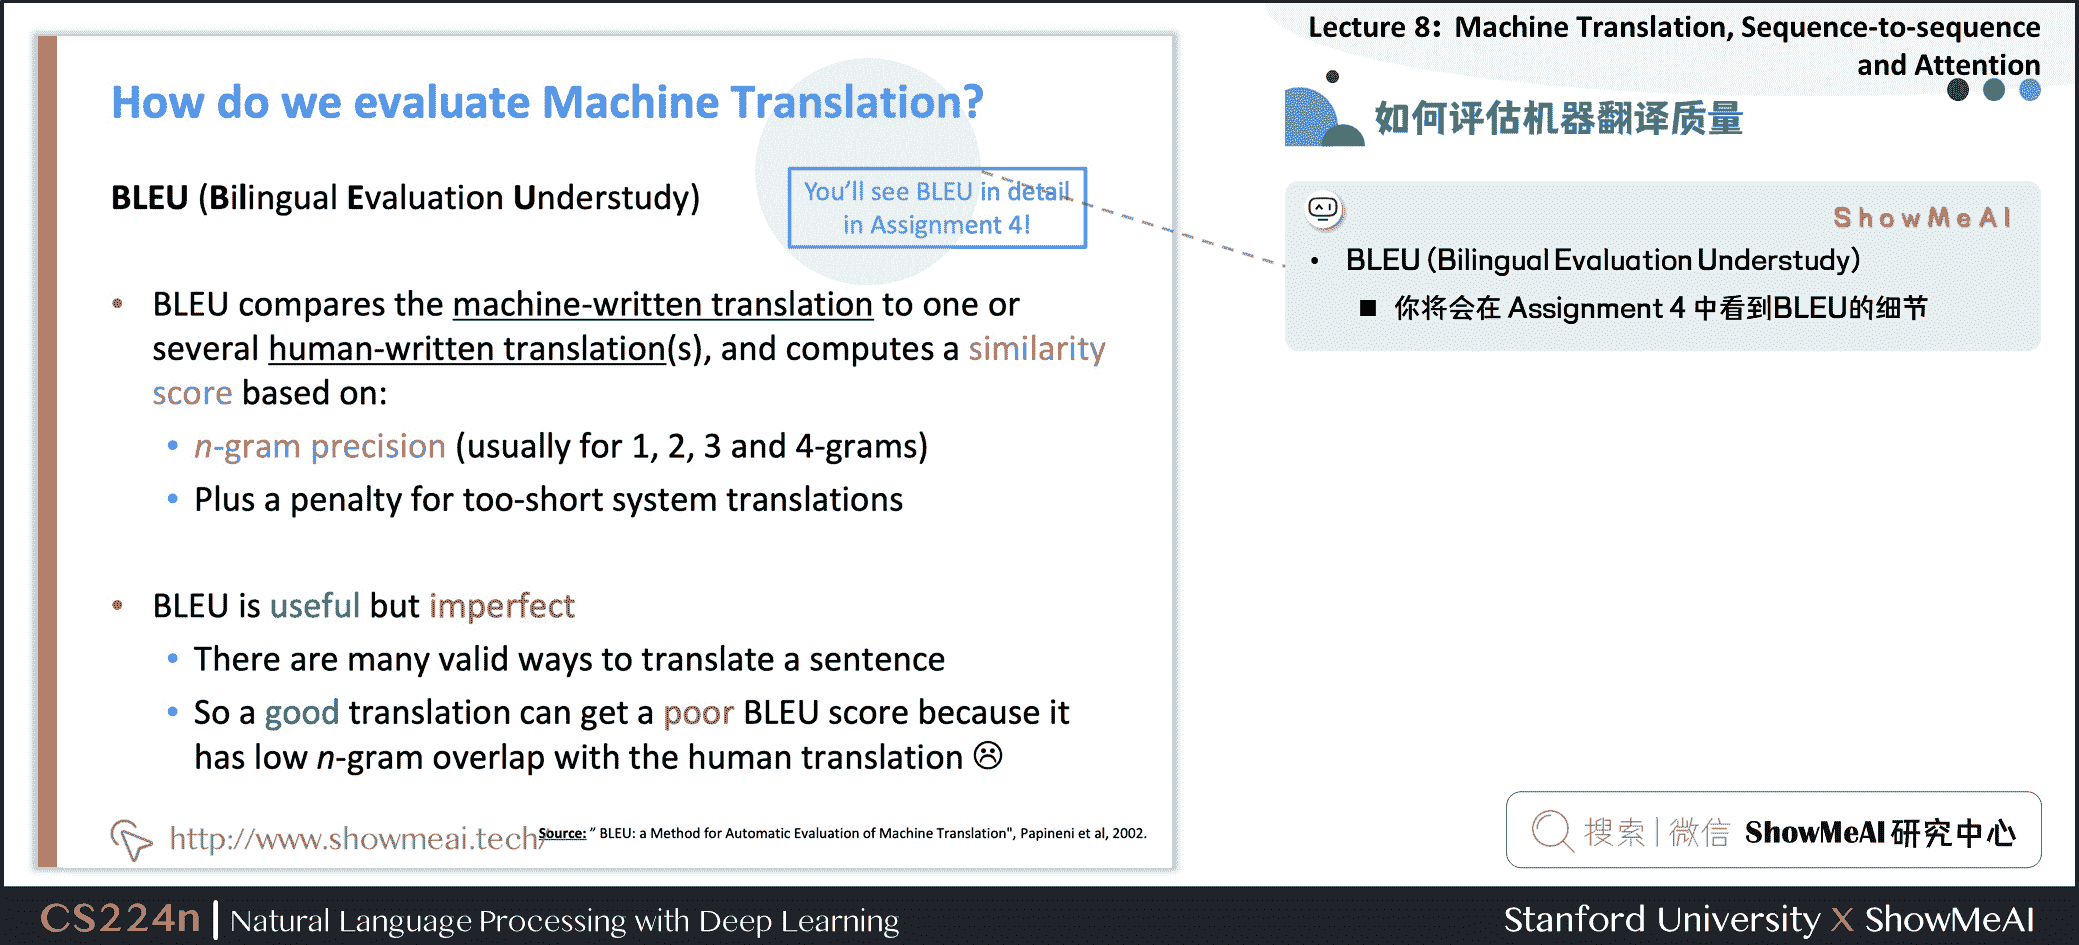 Lecture 8: Machine Translation, Sequence-to-sequence
and Attention
How do we evaluate Machine Translation?
BLEU (Bilingual Evaluation Understudy)
You'll see BLEU in detail
in Assignment 4!
• BLEU compares the machine-written translation to one or
several human-written translation(s), and computes a similarity
score based on:
• n-gram precision (usually for 1, 2, 3 and 4-grams)
• Plus a penalty for too-short system translations
• BLEU is useful but imperfect
• There are many valid ways to translate a sentence
• So a good translation can get a poor BLEU score because it
has low n-gram overlap with the human translation ☹
http://www.showmeai.tech/
Source: " BLEU: a Method for Automatic Evaluation of Machine Translation", Papineni et al, 2002.
如何评估机器翻译质量
ShowMeAI
• BLEU (Bilingual Evaluation Understudy)
■ 你将会在 Assignment 4 中看到BLEU的细节
搜索 | 微信 ShowMeAI 研究中心
CS224n | Natural Language Processing with Deep Learning
Stanford University X ShowMeAI